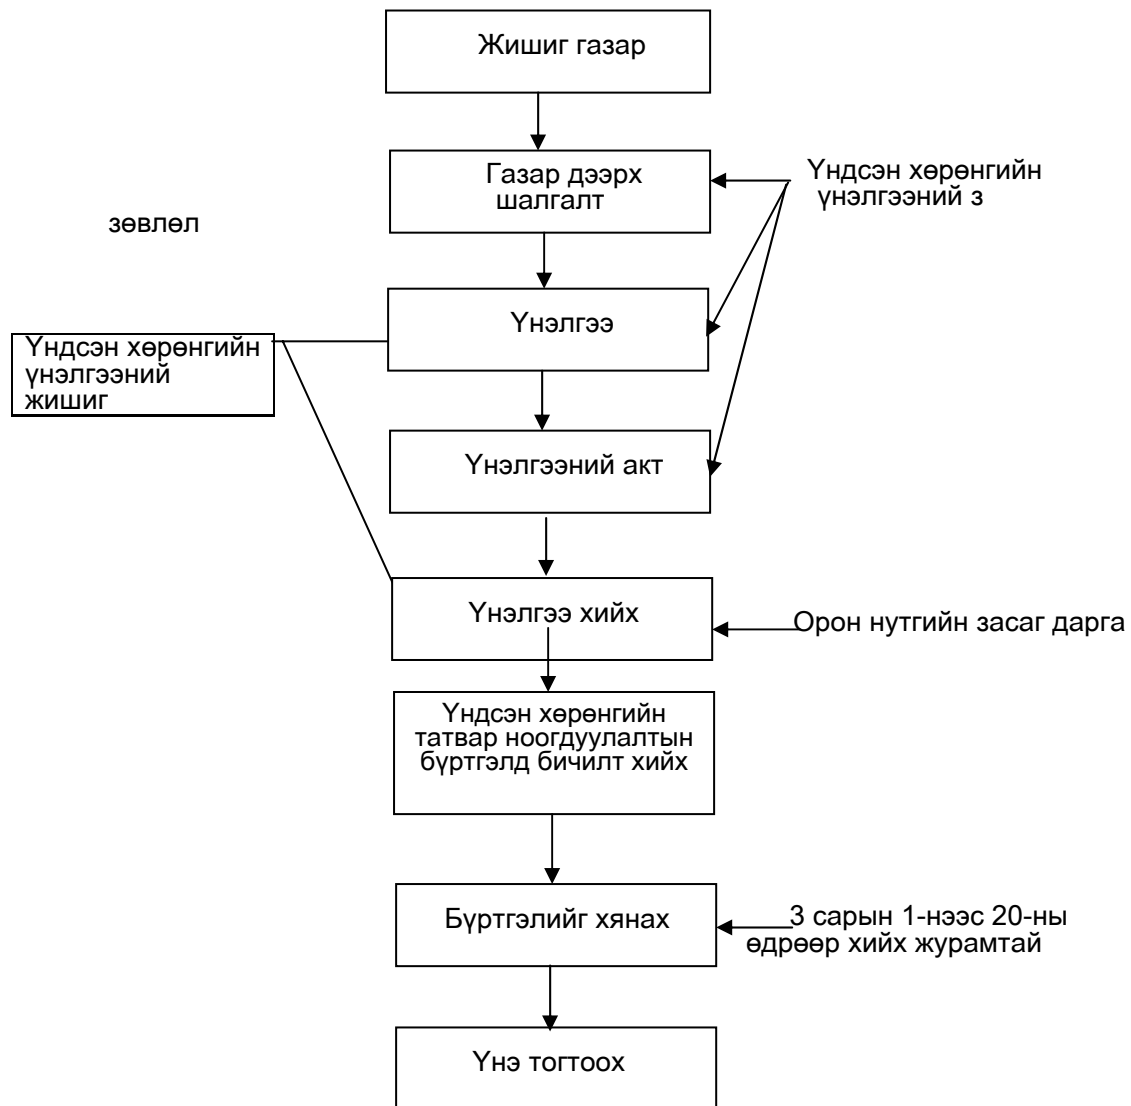 Жишиг газар
Газар дээрх
шалгалт
Үндсэн хөрөнгийн
үнэлгээний з
зөвлөл
Үнэлгээ
Үндсэн хөрөнгийн
үнэлгээний
жишиг
Үнэлгээний акт
Үнэлгээ хийх
Орон нутгийн засаг дарга
Үндсэн хөрөнгийн
татвар ноогдуулалтын
бүртгэлд бичилт хийх
Бүртгэлийг хянах
3 сарын 1-нээс 20-ны
өдрөөр хийх журамтай
Үнэ тогтоох